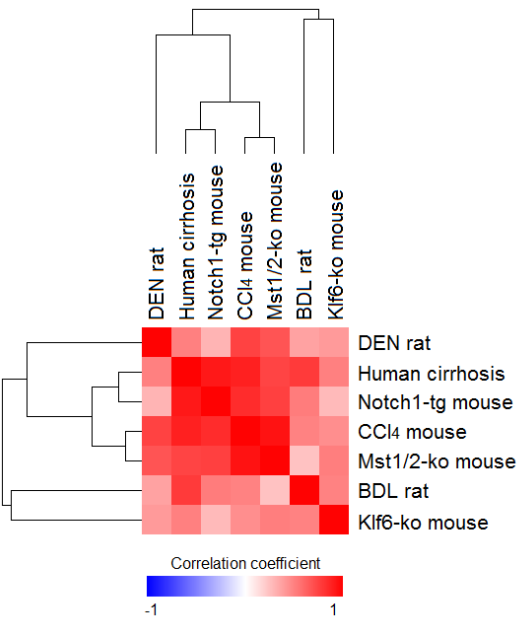 DEN rat
Human cirrhosis
Notch1-tg mouse
CCl4 mouse
Mst1/2-ko mouse
BDL rat
Klf6-ko mouse
DEN rat
Human cirrhosis
Notch1-tg mouse
CCl4 mouse
Mst1/2-ko mouse
BDL rat
Klf6-ko mouse
Correlation coefficient
-1 1